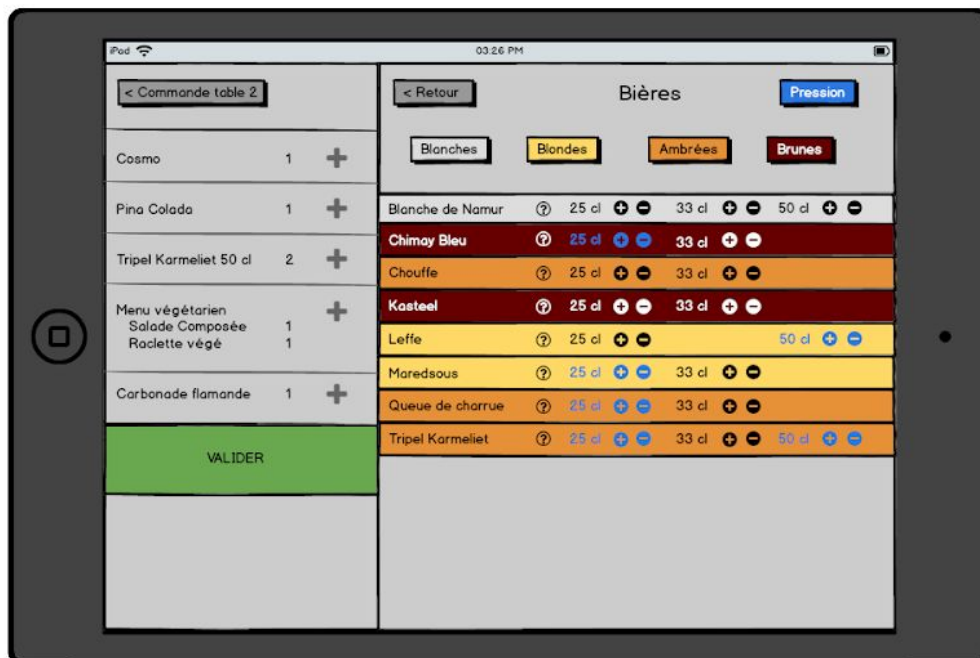 iPod
03:26 PM
< Commande table 2
Cosmo 1
Pina Colada 1
Tripel Karmeliet 50 cl 2
Menu végétarien
Salade Composée 1
Raclette végé 1
Carbonade flamande 1
VALIDER
< Retour
Bières
Pression
Blanches
Blondes
Ambrées
Brunes
Blanche de Namur ? 25 cl + - 33 cl + - 50 cl + -
Chimay Bleu ? 25 cl + - 33 cl + -
Chouffe ? 25 cl + - 33 cl + -
Kasteel ? 25 cl + - 33 cl + -
Leffe ? 25 cl + - 50 cl + -
Maredsous ? 25 cl + - 33 cl + -
Queue de charrue ? 25 cl + - 33 cl + -
Tripel Karmeliet ? 25 cl + - 33 cl + - 50 cl + -